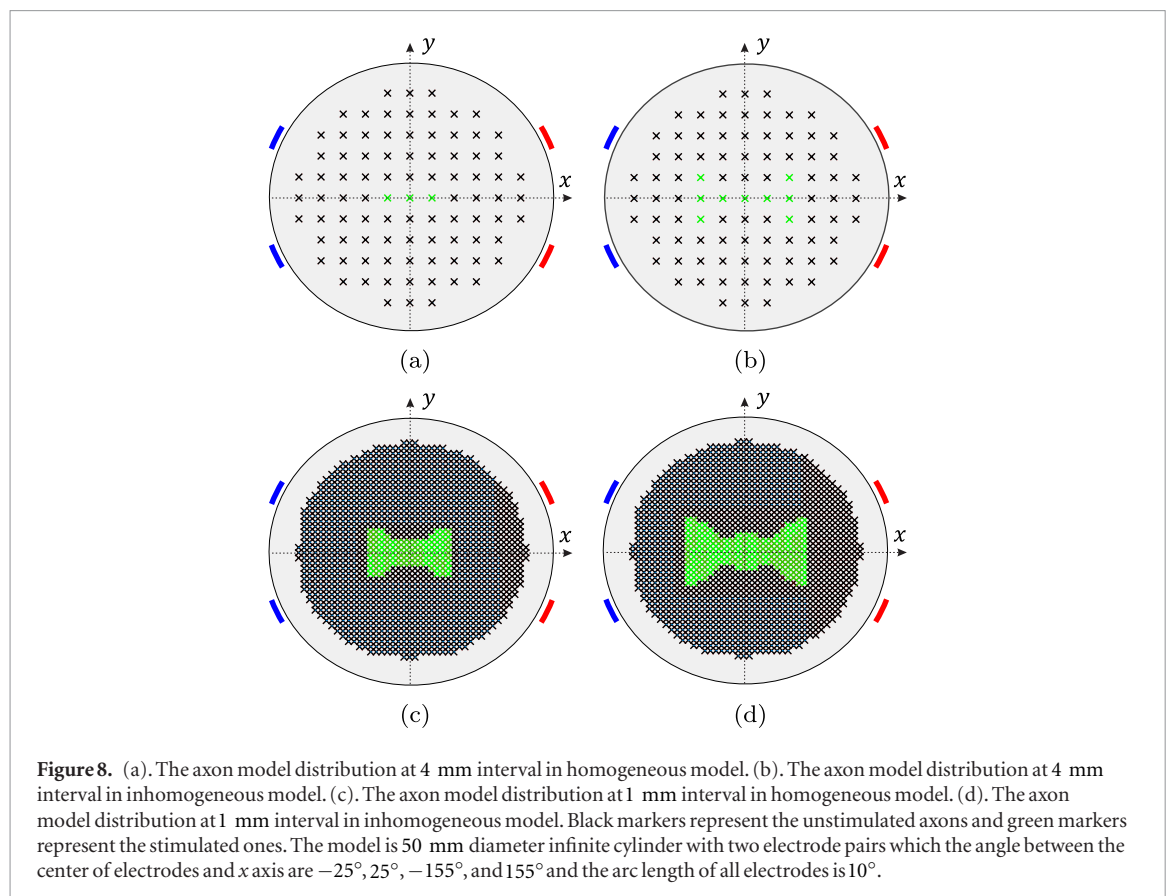 y
y
x
x
(a)
(b)
y
y
x
x
(c)
(d)
Figure 8. (a). The axon model distribution at 4 mm interval in homogeneous model. (b). The axon model distribution at 4 mm
interval in inhomogeneous model. (c). The axon model distribution at 1 mm interval in homogeneous model. (d). The axon
model distribution at 1 mm interval in inhomogeneous model. Black markers represent the unstimulated axons and green markers
represent the stimulated ones. The model is 50 mm diameter infinite cylinder with two electrode pairs which the angle between the
center of electrodes and x axis are −25°, 25°, −155°, and 155° and the arc length of all electrodes is 10°.